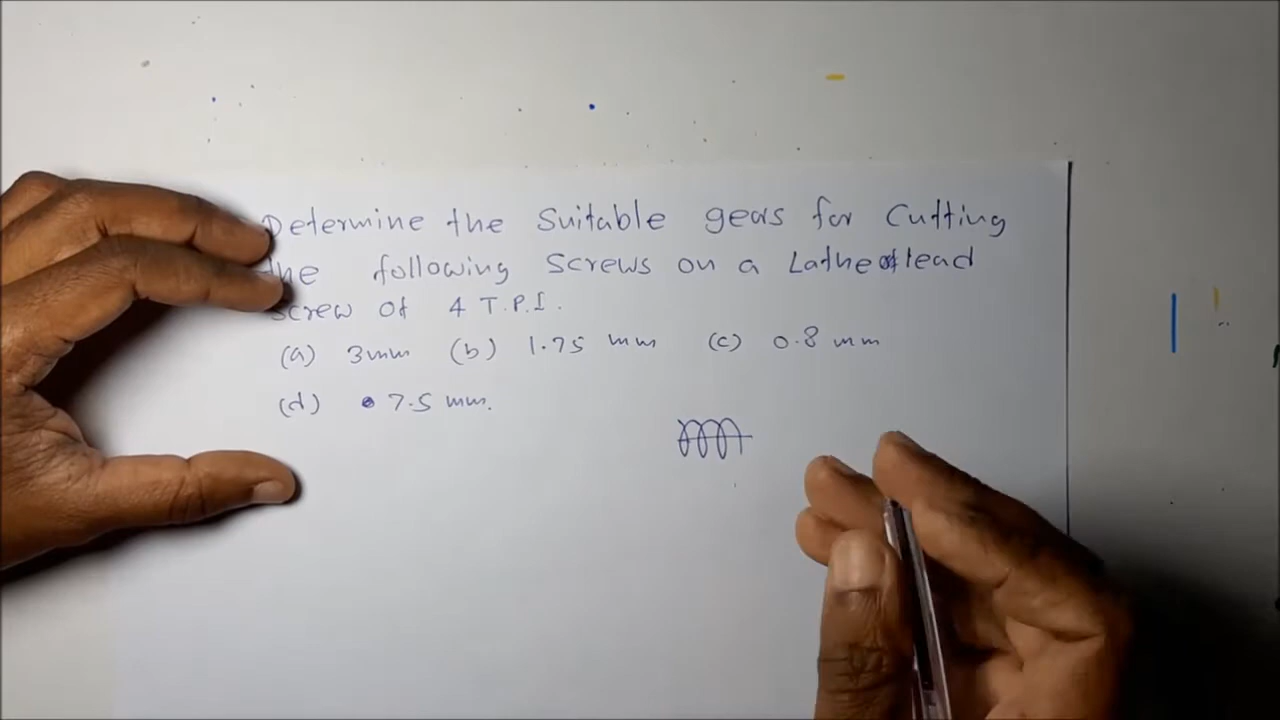 Determine the Suitable gears for Cutting
the following Screws on a Lathe of lead
Screw of 4 T.P.I.
(a) 3mm (b) 1.75 mm (c) 0.8 mm
(d) 7.5 mm.